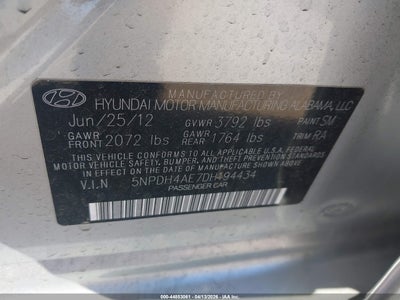 MANUFACTURED BY
HYUNDAI MOTOR MANUFACTURING ALABAMA, LLC
Jun/25/12 GVWR 3792 lbs PAINT SM
GAWR FRONT 2072 lbs GAWR REAR 1764 lbs TRIM RA
THIS VEHICLE CONFORMS TO ALL APPLICABLE FEDERAL
MOTOR VEHICLE SAFETY, BUMPER, AND THEFT PREVENTION
STANDARDS IN EFFECT ON THE DATE OF MANUFACTURE SHOWN ABOVE.
V.I.N 5NPDH4AE7DH494434
PASSENGER CAR
000-44853081 - 04/13/2026 -